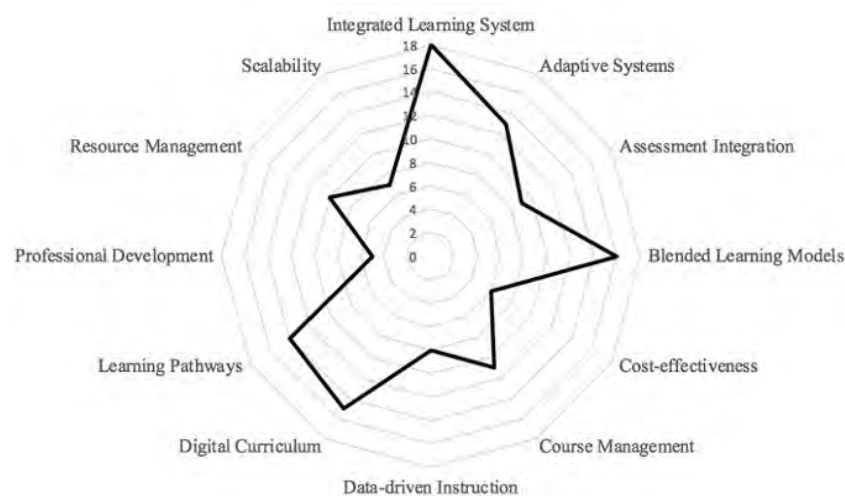 Integrated Learning System
18
Scalability
16
Adaptive Systems
14
12
Resource Management
10
Assessment Integration
8
6
4
2
Professional Development
0
Blended Learning Models
Learning Pathways
Cost-effectiveness
Digital Curriculum
Course Management
Data-driven Instruction